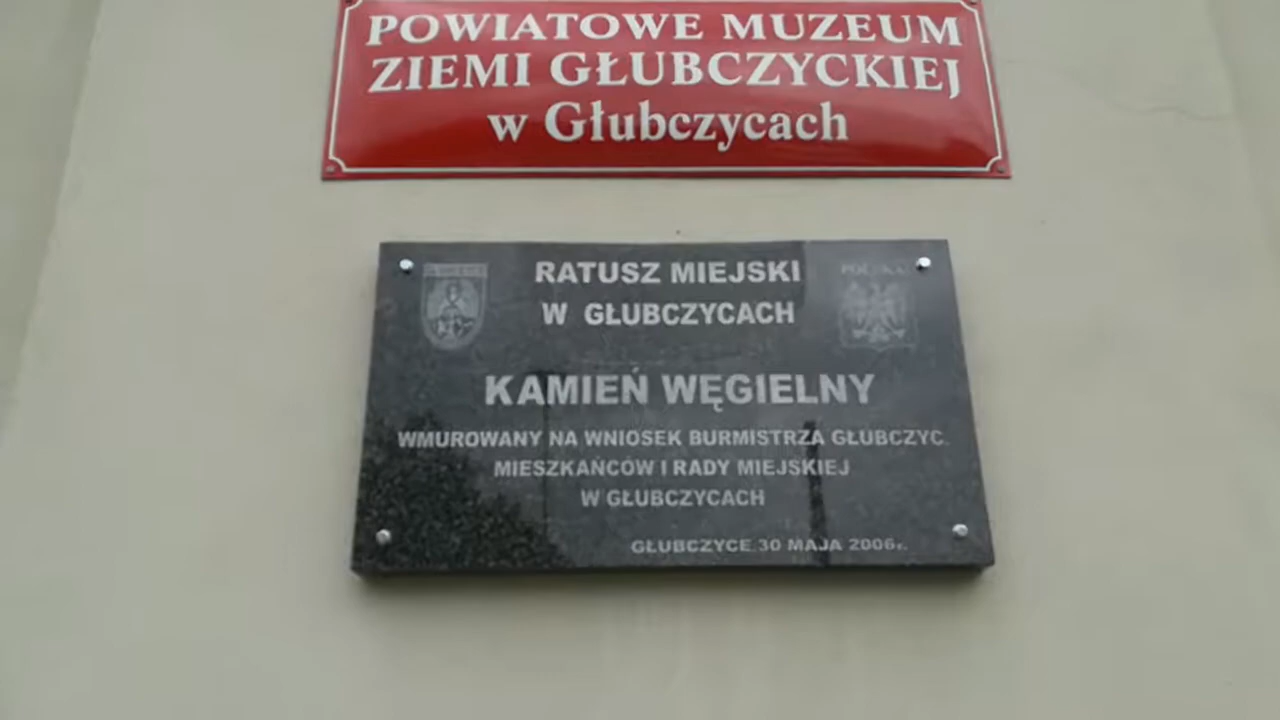 POWIATOWE MUZEUM
ZIEMI GŁUBCZYCKIEJ
w Głubczycach
RATUSZ MIEJSKI
W GŁUBCZYCACH
KAMIEŃ WĘGIELNY
WMUROWANY NA WNIOSEK BURMISTRZA GŁUBCZYC.
MIESZKAŃCÓW I RADY MIEJSKIEJ
W GŁUBCZYCACH
GŁUBCZYCE 30 MAJA 2006r.